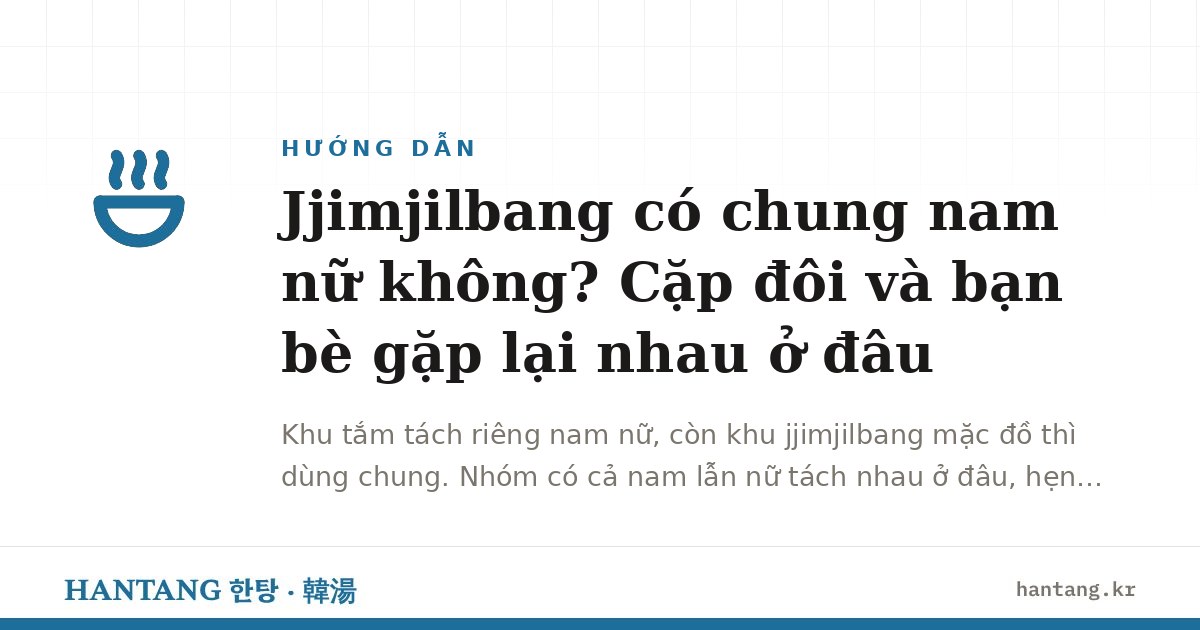 HƯỚNG DẪN
Jjimjilbang có chung nam
nữ không? Cặp đôi và bạn
bè gặp lại nhau ở đâu
Khu tắm tách riêng nam nữ, còn khu jjimjilbang mặc đồ thì
dùng chung. Nhóm có cả nam lẫn nữ tách nhau ở đâu, hẹn…
HANTANG 한탕 · 韓湯
hantang.kr